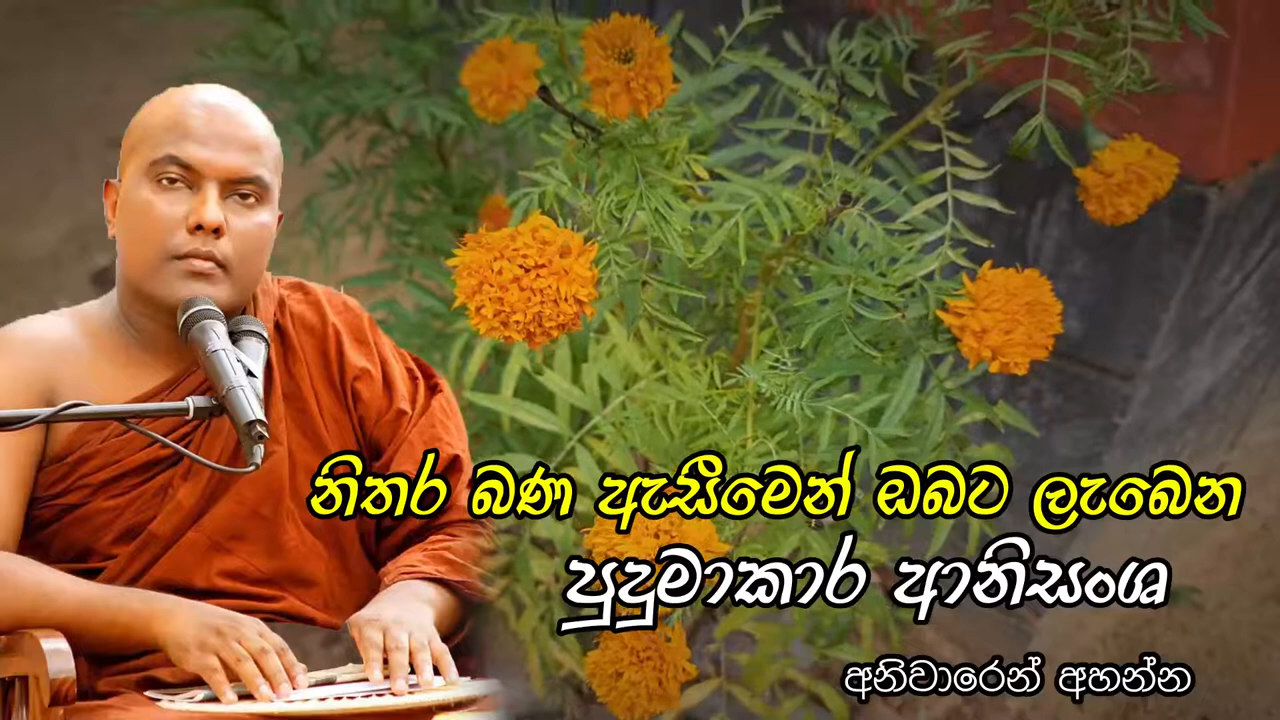 නිතර බණ ඇසීමෙන් ඔබට ලැබෙන
පුදුමාකාර ආනිසංශ
අනිවාරෙන් අහන්න